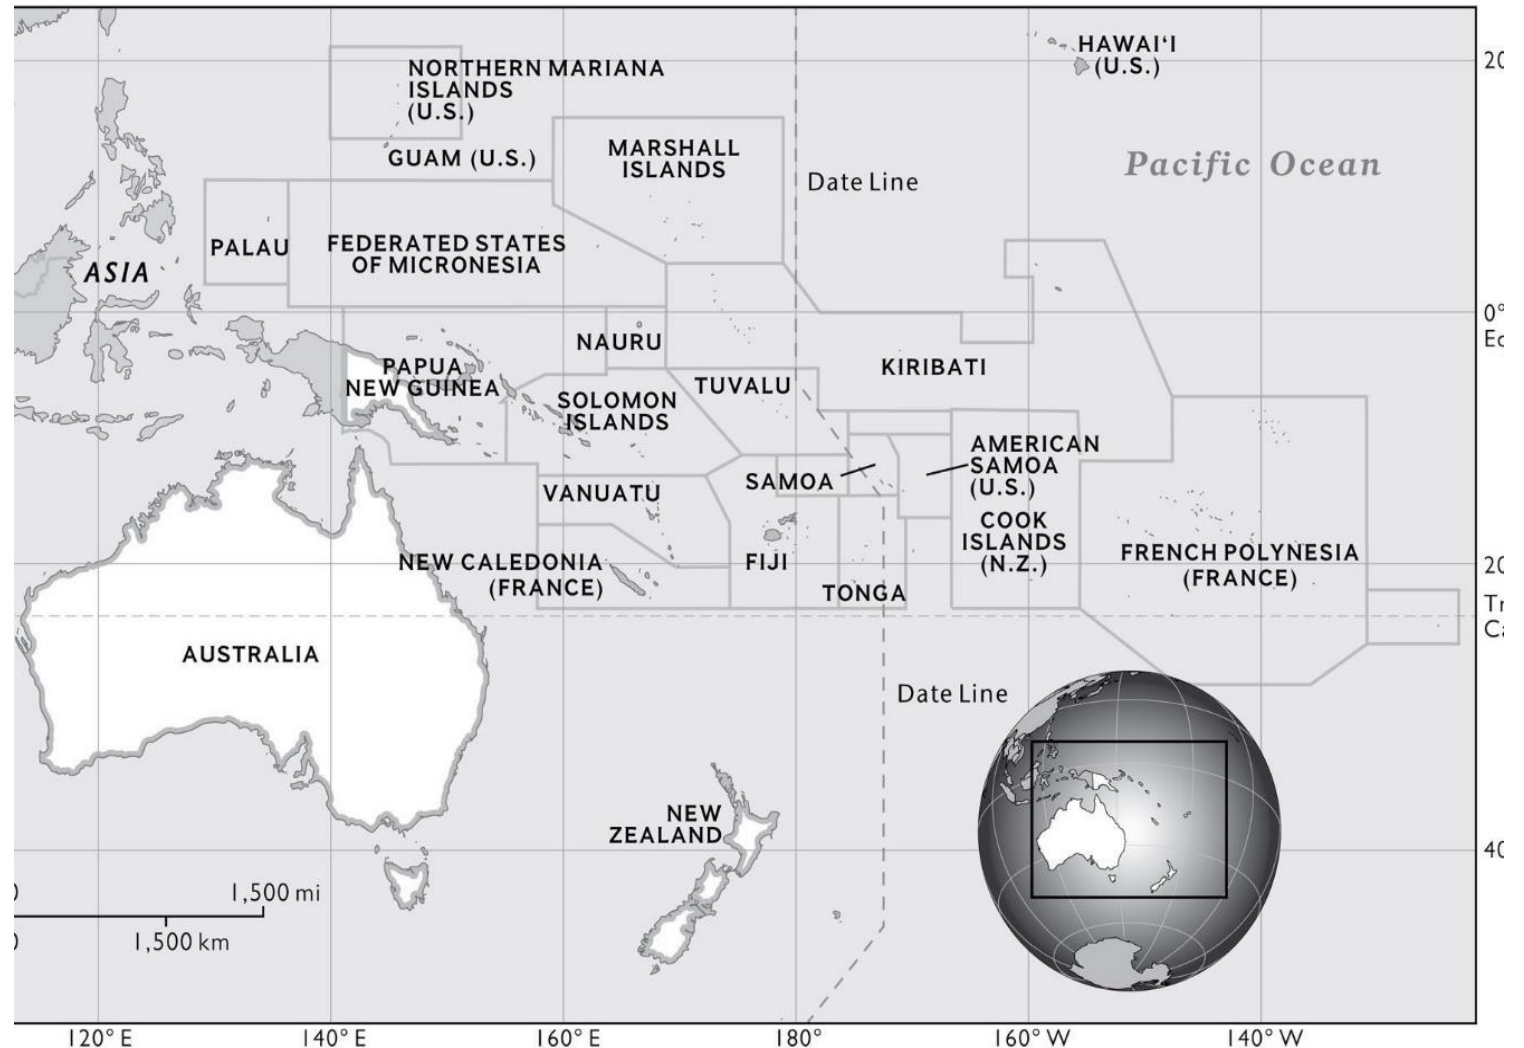 HAWAI‘I
(U.S.)
20
NORTHERN MARIANA
ISLANDS
(U.S.)
GUAM (U.S.)
MARSHALL
ISLANDS
Date Line
Pacific Ocean
PALAU
FEDERATED STATES
OF MICRONESIA
ASIA
0°
NAURU
PAPUA
NEW GUINEA
KIRIBATI
TUVALU
SOLOMON
ISLANDS
AMERICAN
SAMOA
(U.S.)
SAMOA
VANUATU
COOK
ISLANDS
(N.Z.)
NEW CALEDONIA
(FRANCE)
FIJI
FRENCH POLYNESIA
(FRANCE)
20
TONGA
AUSTRALIA
Date Line
NEW
ZEALAND
40
1,500 mi
1,500 km
120° E
140° E
160° E
180°
160° W
140° W